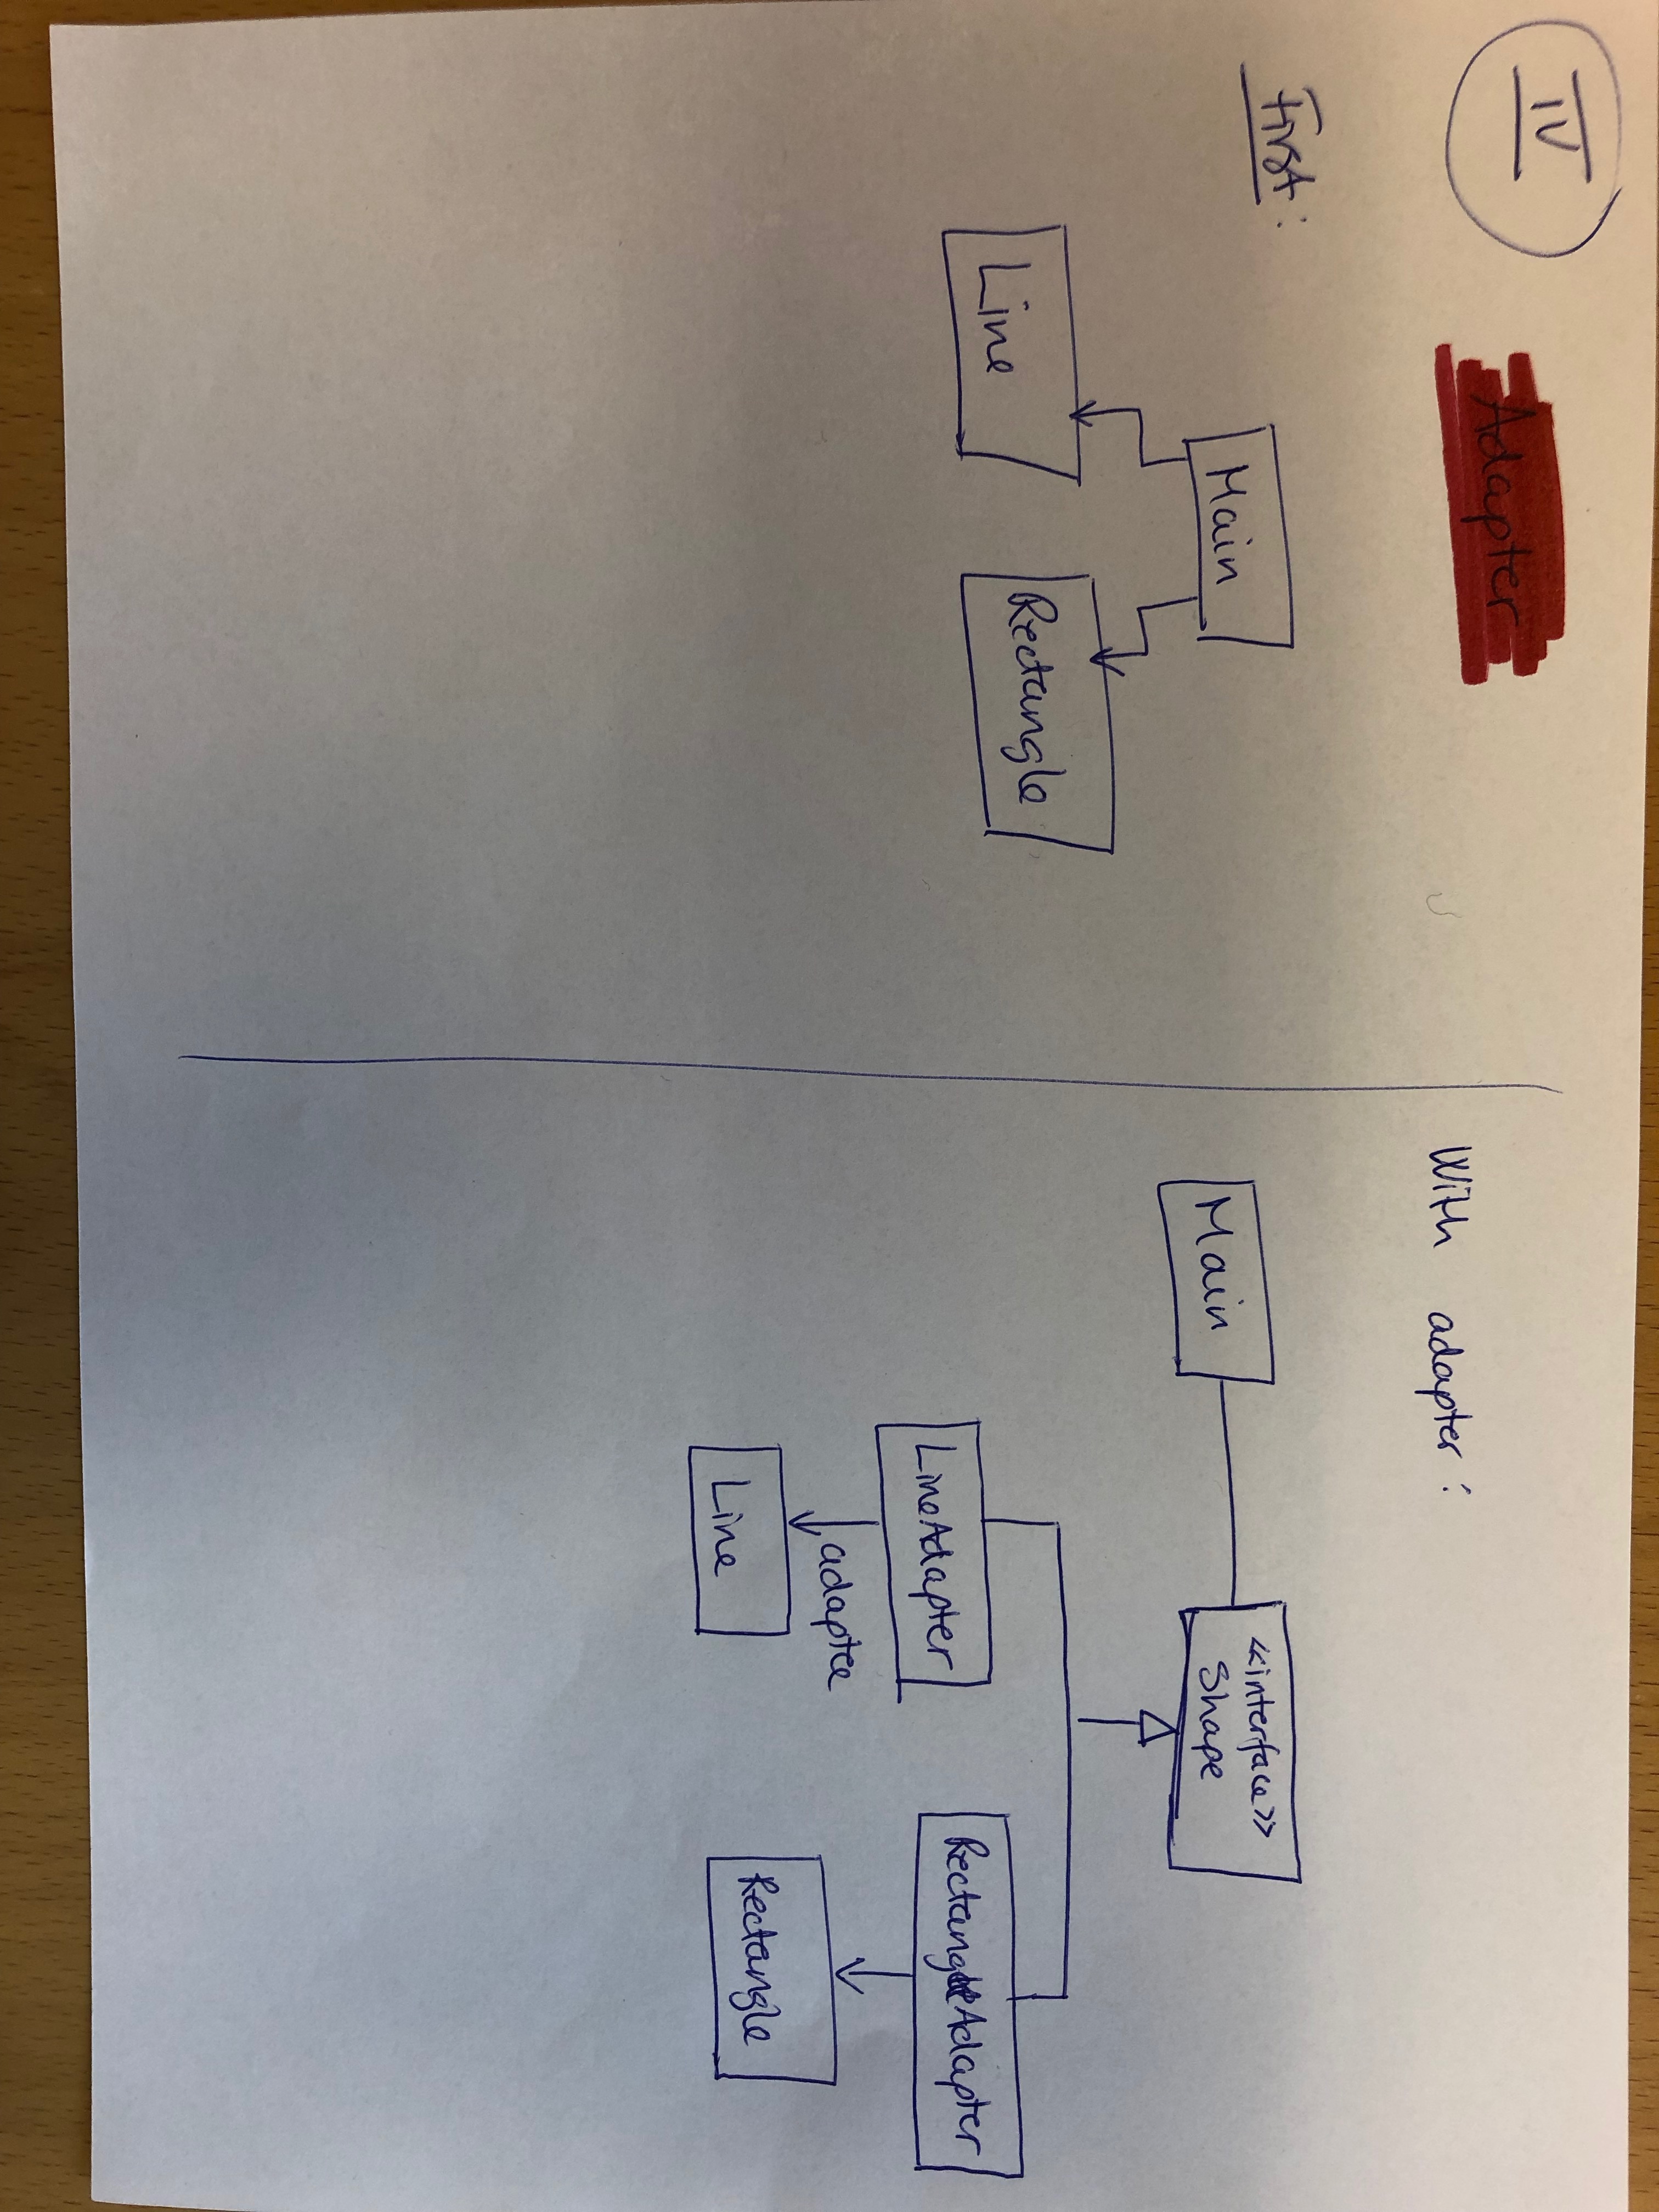 IV
Adapter
First:
Main
Line
Rectangle
With adapter:
Main
<<interface>>
Shape
LineAdapter
RectangleAdapter
adaptee
Line
Rectangle